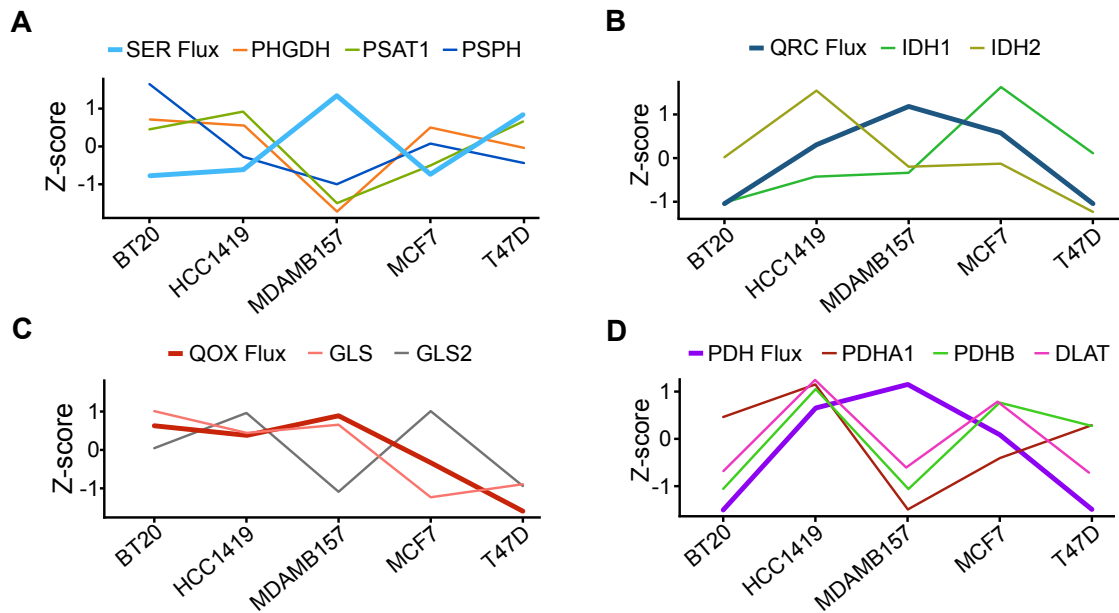 A
SER Flux PHGDH PSAT1 PSPH
Z-score
1
0
-1
BT20
HCC1419
MDAMB157
MCF7
T47D
B
QRC Flux IDH1 IDH2
Z-score
1
0
-1
BT20
HCC1419
MDAMB157
MCF7
T47D
C
QOX Flux GLS GLS2
Z-score
1
0
-1
BT20
HCC1419
MDAMB157
MCF7
T47D
D
PDH Flux PDHA1 PDHB DLAT
Z-score
1
0
-1
BT20
HCC1419
MDAMB157
MCF7
T47D